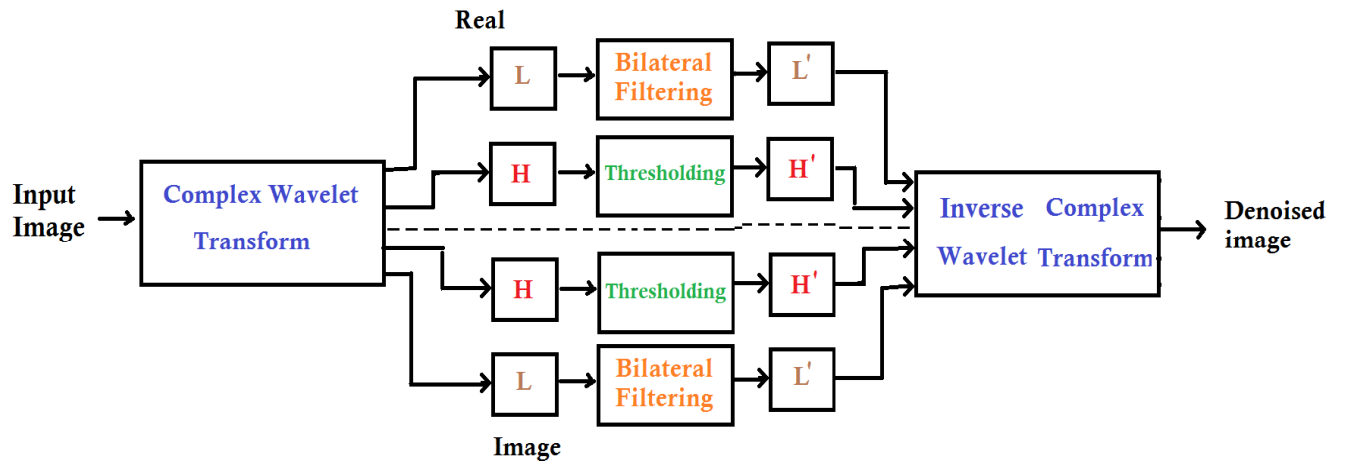 Real
L
Bilateral
Filtering
L'
H
Thresholding
H'
Input
Image
Complex Wavelet
Transform
Inverse Complex
Wavelet Transform
Denoised
image
H
Thresholding
H'
L
Bilateral
Filtering
L'
Image